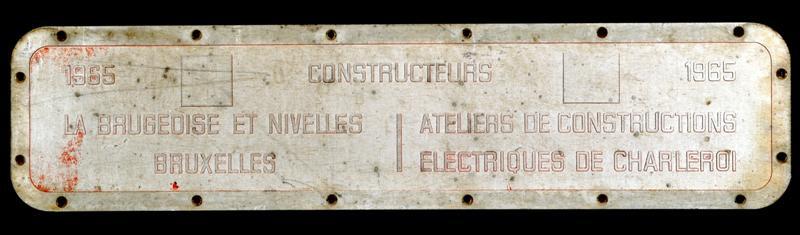 1965 CONSTRUCTEURS 1965
LA BRUGEOISE ET NIVELLES
BRUXELLES
ATELIERS DE CONSTRUCTIONS
ELECTRIQUES DE CHARLEROI